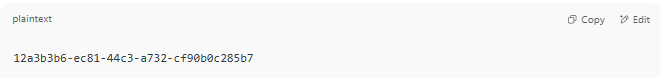 plaintext Copy Edit
12a3b3b6-ec81-44c3-a732-cf90b0c285b7